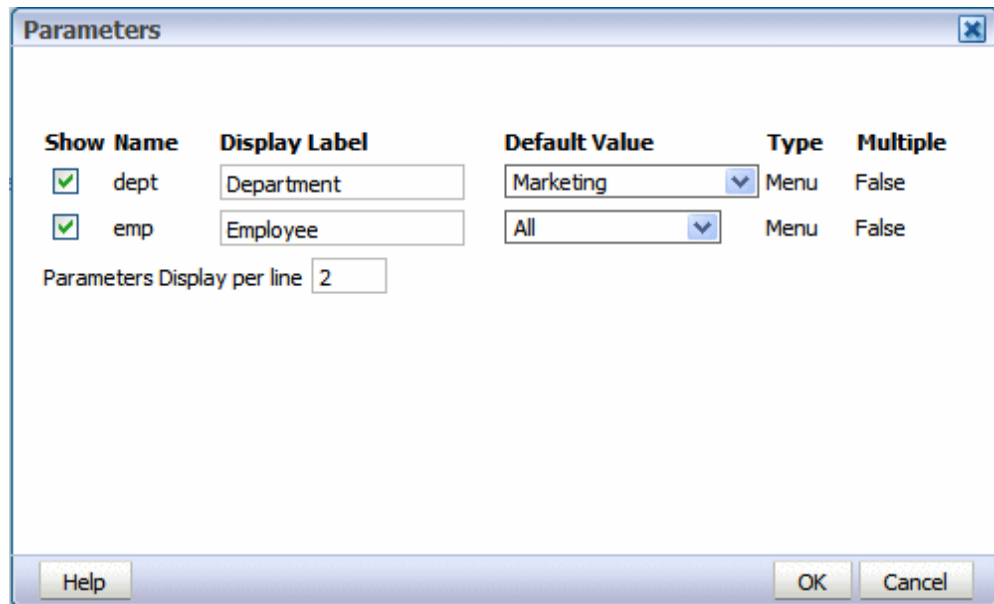 Parameters
Show Name Display Label Default Value Type Multiple
dept Department Marketing Menu False
emp Employee All Menu False
Parameters Display per line 2
Help OK Cancel